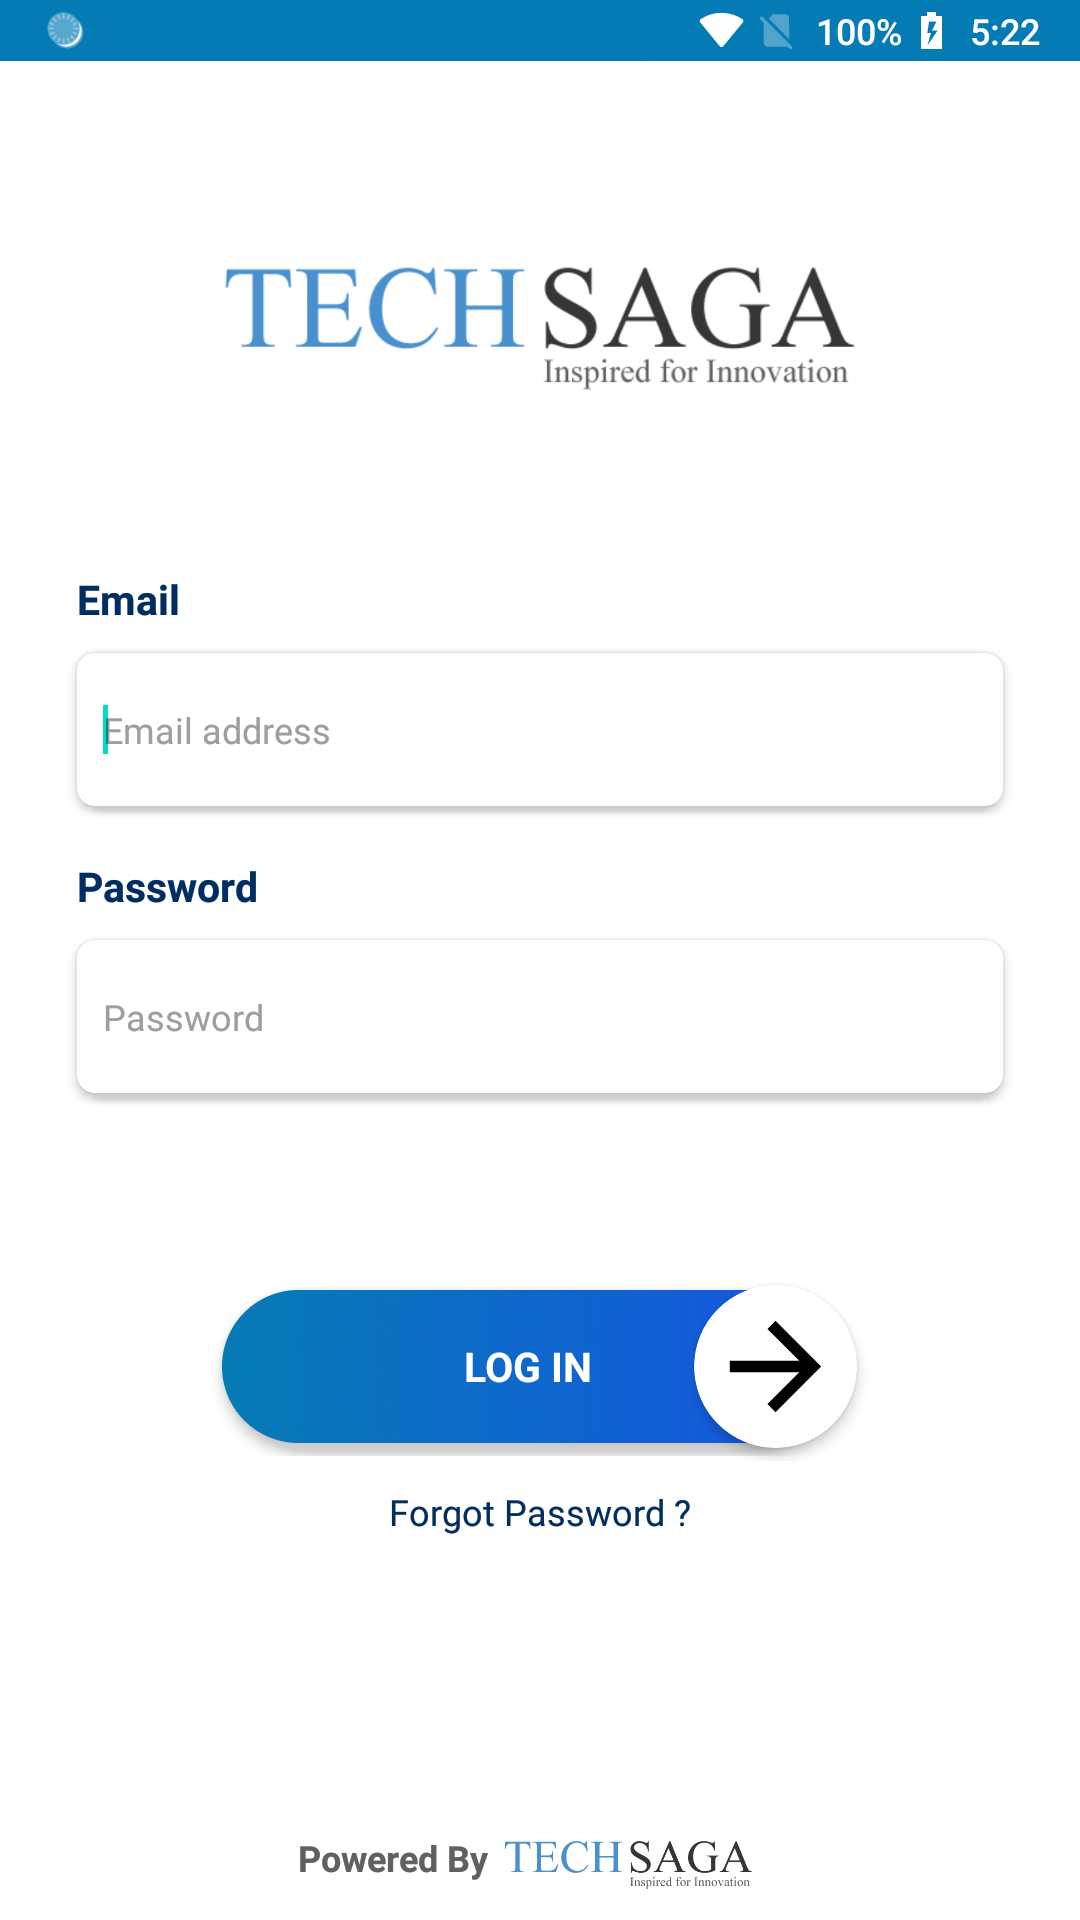 100% 5:22
TECH SAGA
Inspired for Innovation
Email
Email address
Password
Password
LOG IN
Forgot Password ?
Powered By TECH SAGA
Inspired for Innovation